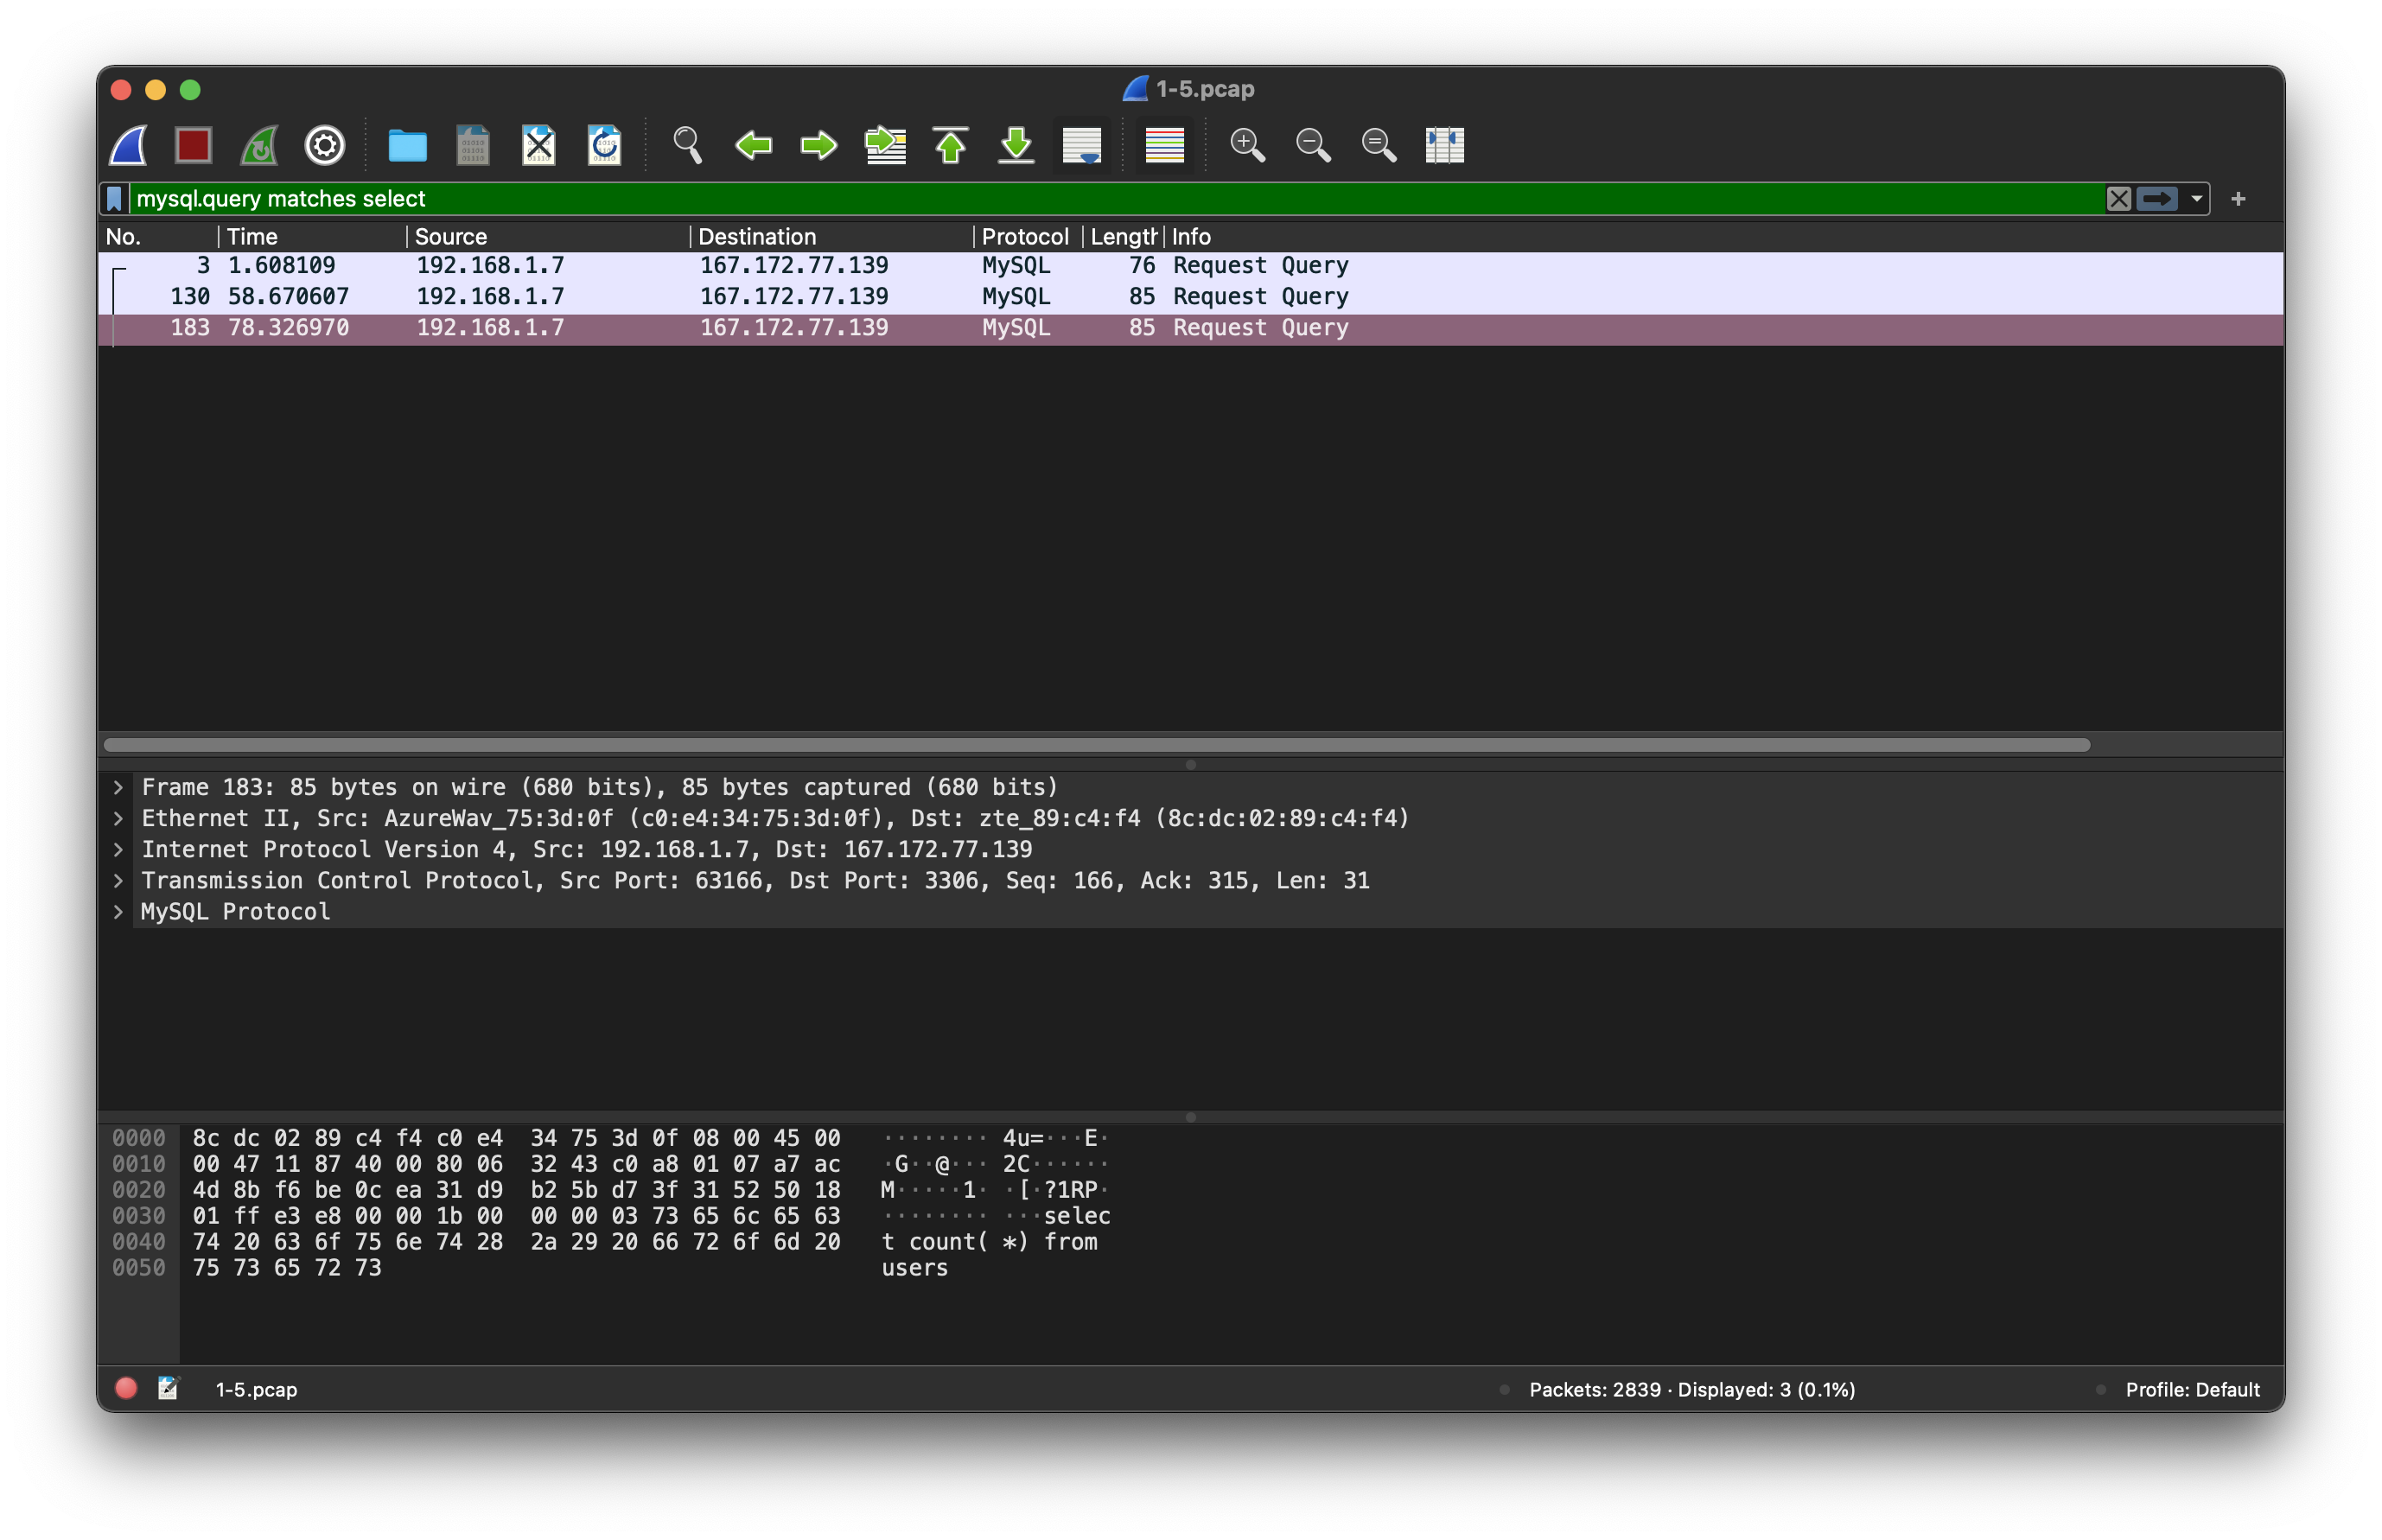 1-5.pcap
mysql.query matches select
No. Time Source Destination Protocol Length Info
3 1.608109 192.168.1.7 167.172.77.139 MySQL 76 Request Query
130 58.670607 192.168.1.7 167.172.77.139 MySQL 85 Request Query
183 78.326970 192.168.1.7 167.172.77.139 MySQL 85 Request Query
Frame 183: 85 bytes on wire (680 bits), 85 bytes captured (680 bits)
Ethernet II, Src: AzureWav_75:3d:0f (c0:e4:34:75:3d:0f), Dst: zte_89:c4:f4 (8c:dc:02:89:c4:f4)
Internet Protocol Version 4, Src: 192.168.1.7, Dst: 167.172.77.139
Transmission Control Protocol, Src Port: 63166, Dst Port: 3306, Seq: 166, Ack: 315, Len: 31
MySQL Protocol
0000 8c dc 02 89 c4 f4 c0 e4 34 75 3d 0f 08 00 45 00 ········ 4u=···E·
0010 00 47 11 87 40 00 80 06 32 43 c0 a8 01 07 a7 ac ·G··@··· 2C······
0020 4d 8b f6 be 0c ea 31 d9 b2 5b d7 3f 31 52 50 18 M·····1· ·[·?1RP·
0030 01 ff e3 e8 00 00 1b 00 00 00 03 73 65 6c 65 63 ········ ···selec
0040 74 20 63 6f 75 6e 74 28 2a 29 20 66 72 6f 6d 20 t count( *) from
0050 75 73 65 72 73 users
1-5.pcap Packets: 2839 · Displayed: 3 (0.1%) Profile: Default